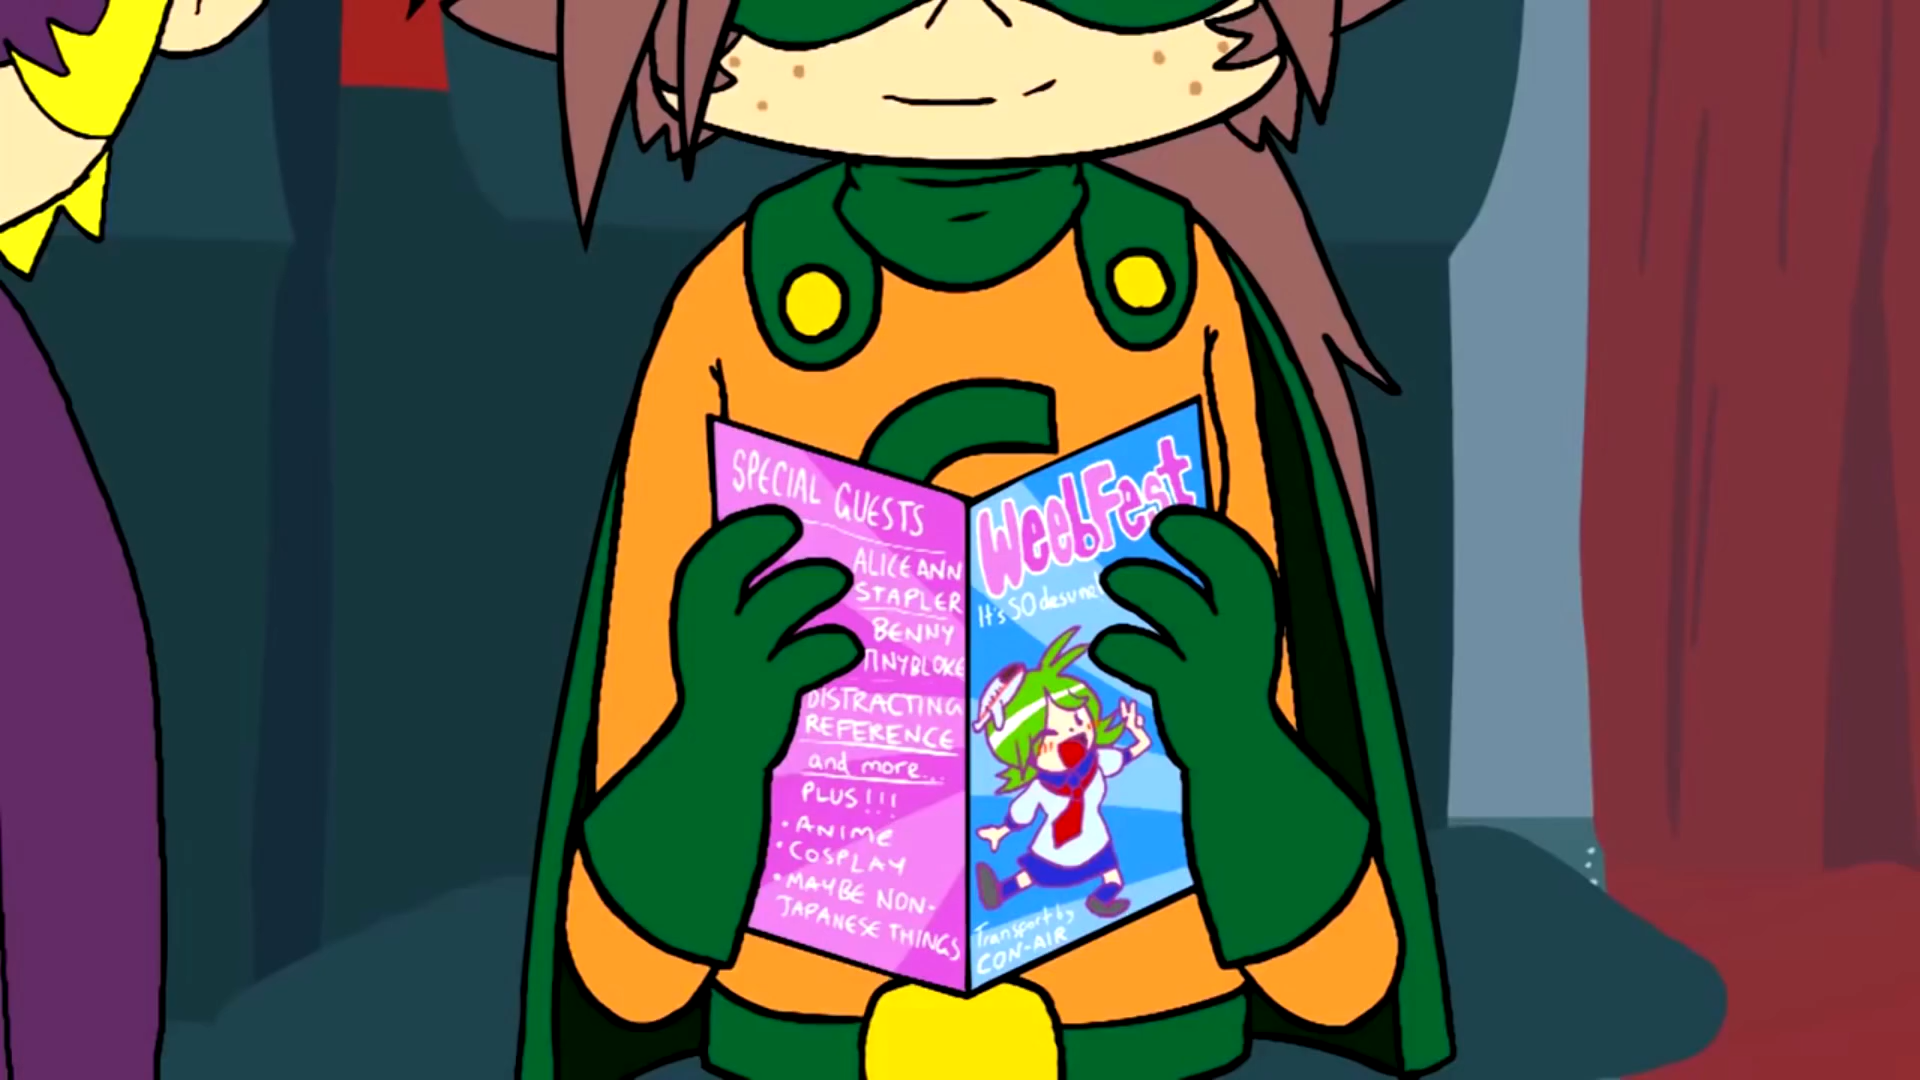 SPECIAL GUESTS
ALICE ANN
STAPLER
BENNY
TINYBLOKE
DISTRACTING
REFERENCE
and more...
PLUS!!!
• ANIME
• COSPLAY
• MAYBE NON-
JAPANESE THINGS
WeebFest
It's SO desune!
Transport by
CON-AIR